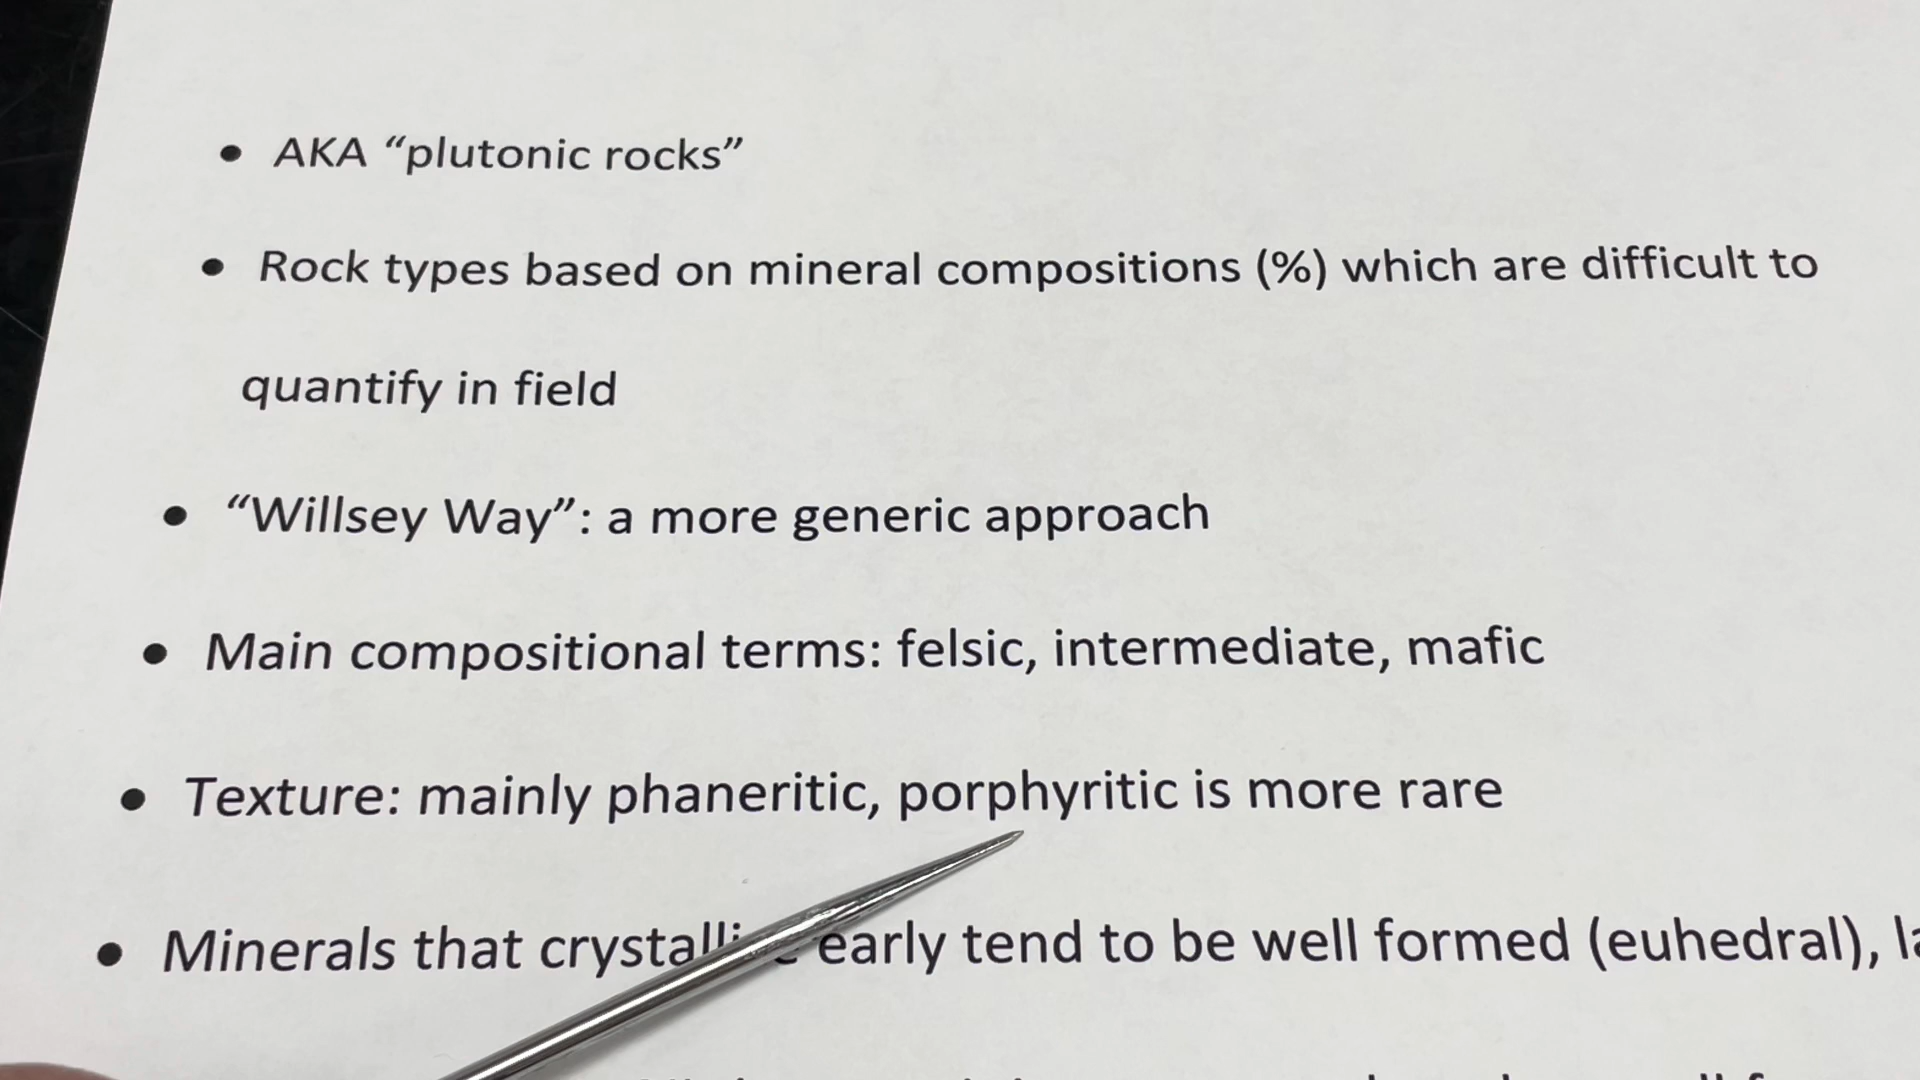 • AKA “plutonic rocks”
• Rock types based on mineral compositions (%) which are difficult to
quantify in field
• “Willsey Way”: a more generic approach
• Main compositional terms: felsic, intermediate, mafic
• Texture: mainly phaneritic, porphyritic is more rare
• Minerals that early tend to be well formed (euhedral),